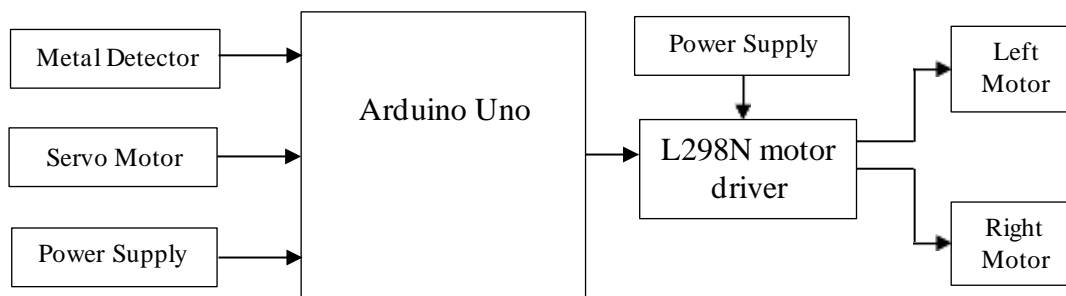 Metal Detector
Servo Motor
Power Supply
Arduino Uno
Power Supply
L298N motor
driver
Left
Motor
Right
Motor